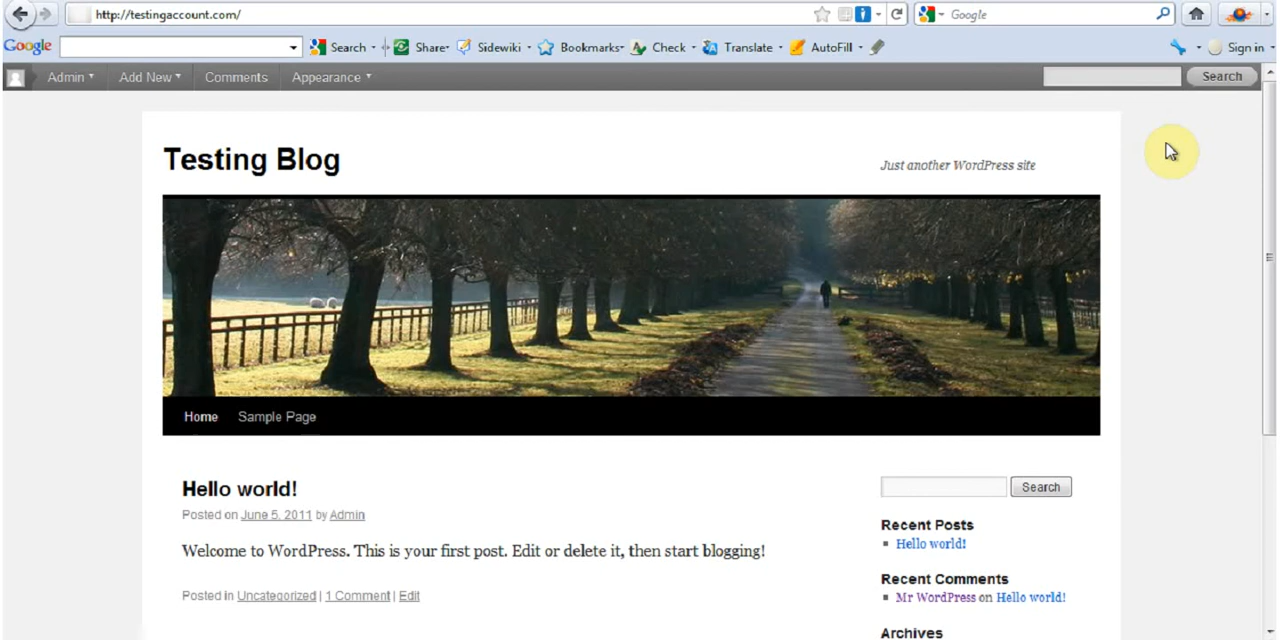 http://testingaccount.com/ Google
Google Search Share Sidewiki Bookmarks Check Translate AutoFill Sign in
Admin Add New Comments Appearance Search
Testing Blog
Just another WordPress site
Home Sample Page
Hello world!
Posted on June 5, 2011 by Admin
Welcome to WordPress. This is your first post. Edit or delete it, then start blogging!
Posted in Uncategorized | 1 Comment | Edit
Search
Recent Posts
Hello world!
Recent Comments
Mr WordPress on Hello world!
Archives